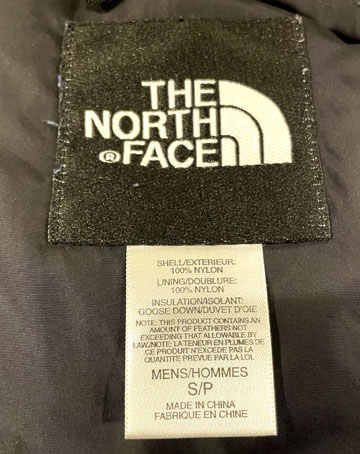 THE
NORTH
®FACE
SHELL/EXTERIEUR:
100% NYLON
LINING/DOUBLURE:
100% NYLON
INSULATION/ISOLANT:
GOOSE DOWN/DUVET D'OIE
NOTE: THIS PRODUCT CONTAINS AN
AMOUNT OF FEATHERS NOT
EXCEEDING THAT ALLOWABLE BY
LAW./NOTE: LA TENEUR EN PLUMES DE
CE PRODUIT N'EXCEDE PAS LA
QUANTITE PREVUE PAR LA LOI.
MENS/HOMMES
S/P
MADE IN CHINA
FABRIQUE EN CHINE